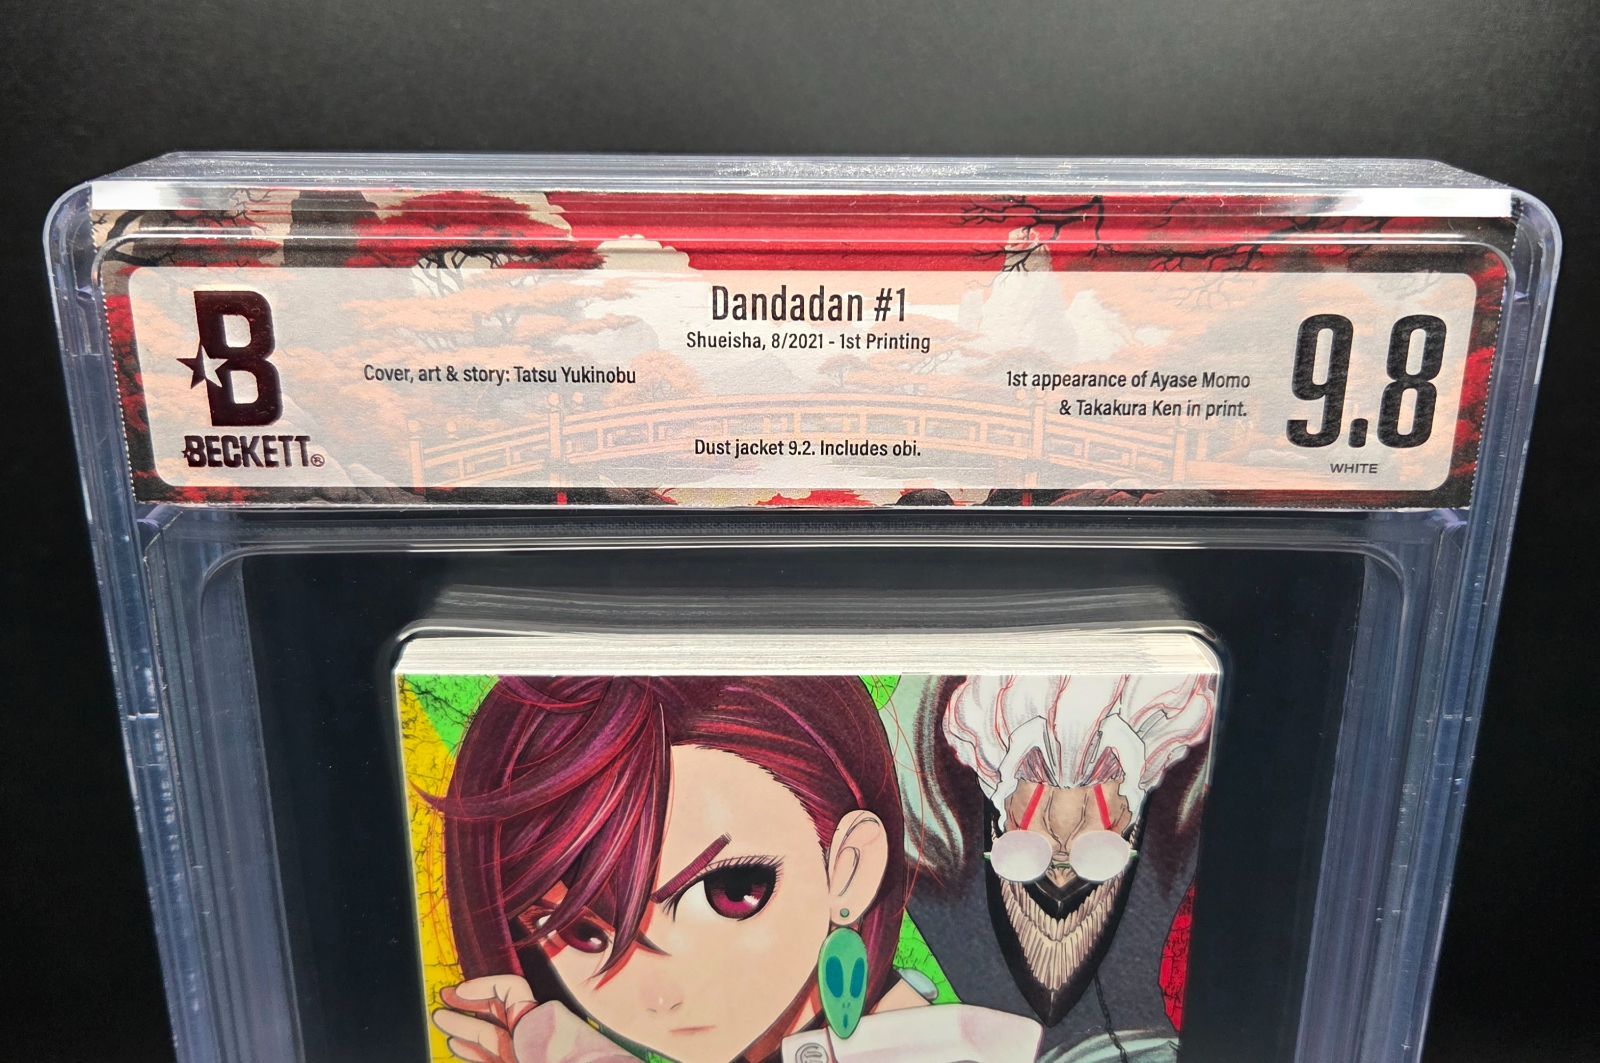 Dandadan #1
Shueisha, 8/2021 - 1st Printing
Cover, art & story: Tatsu Yukinobu
1st appearance of Ayase Momo
& Takakura Ken in print.
Dust jacket 9.2. Includes obi.
B
BECKETT®
9.8
WHITE